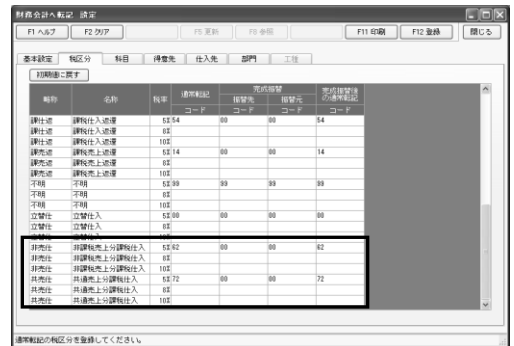 財務会計へ転記 設定
F1 ヘルプ F2 クリア F5 更新 F8 参照 F11 印刷 F12 登録 閉じる
基本設定 税区分 科目 得意先 仕入先 部門 工種
初期値に戻す
略称 名称 税率 通常転記 完成振替 完成振替後の通常転記
振替先 振替元
コード コード コード コード
課仕返 課税仕入返還 5% 54 00 00 54
課仕返 課税仕入返還 8%
課仕返 課税仕入返還 10%
課売返 課税売上返還 5% 14 00 00 14
課売返 課税売上返還 8%
課売返 課税売上返還 10%
不明 不明 5% 99 99 99 99
不明 不明 8%
不明 不明 10%
立替仕 立替仕入 5% 00 00 00 00
立替仕 立替仕入 8%
立替仕 立替仕入 10%
非売仕 非課税売上分課税仕入 5% 62 00 00 62
非売仕 非課税売上分課税仕入 8%
非売仕 非課税売上分課税仕入 10%
共売仕 共通売上分課税仕入 5% 72 00 00 72
共売仕 共通売上分課税仕入 8%
共売仕 共通売上分課税仕入 10%
通常転記の税区分を登録してください。